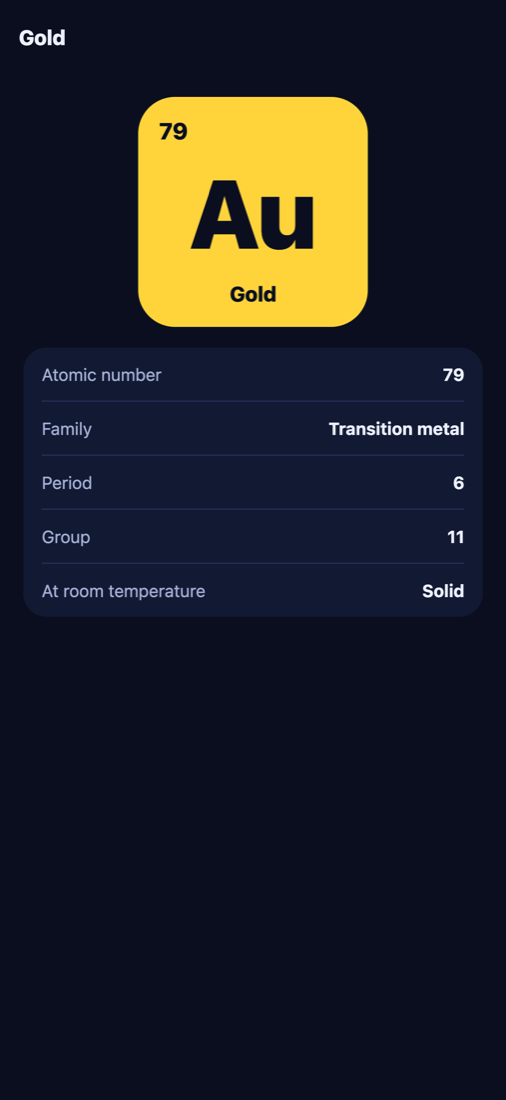 Gold
79
Au
Gold
Atomic number 79
Family Transition metal
Period 6
Group 11
At room temperature Solid